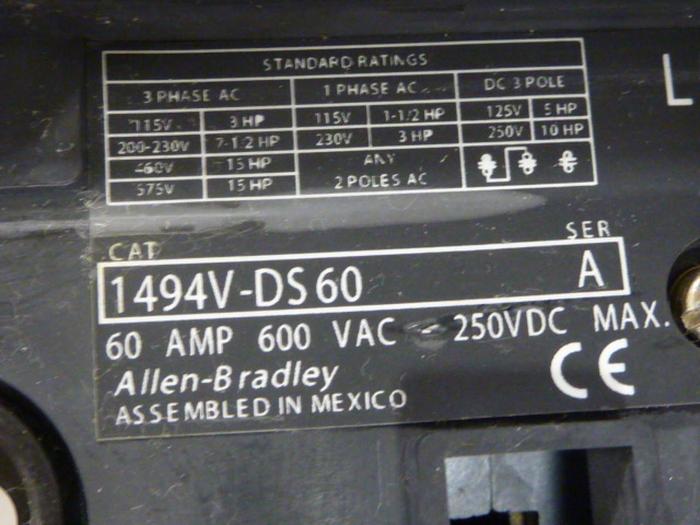 STANDARD RATINGS
3 PHASE AC 1 PHASE AC DC 3 POLE
115V 3 HP 115V 1-1/2 HP 125V 5 HP
200-230V 7-1/2 HP 230V 3 HP 250V 10 HP
460V 15 HP ANY
575V 15 HP 2 POLES AC
L
CAT SER
1494V-DS60 A
60 AMP 600 VAC - 250VDC MAX.
Allen-Bradley CE
ASSEMBLED IN MEXICO